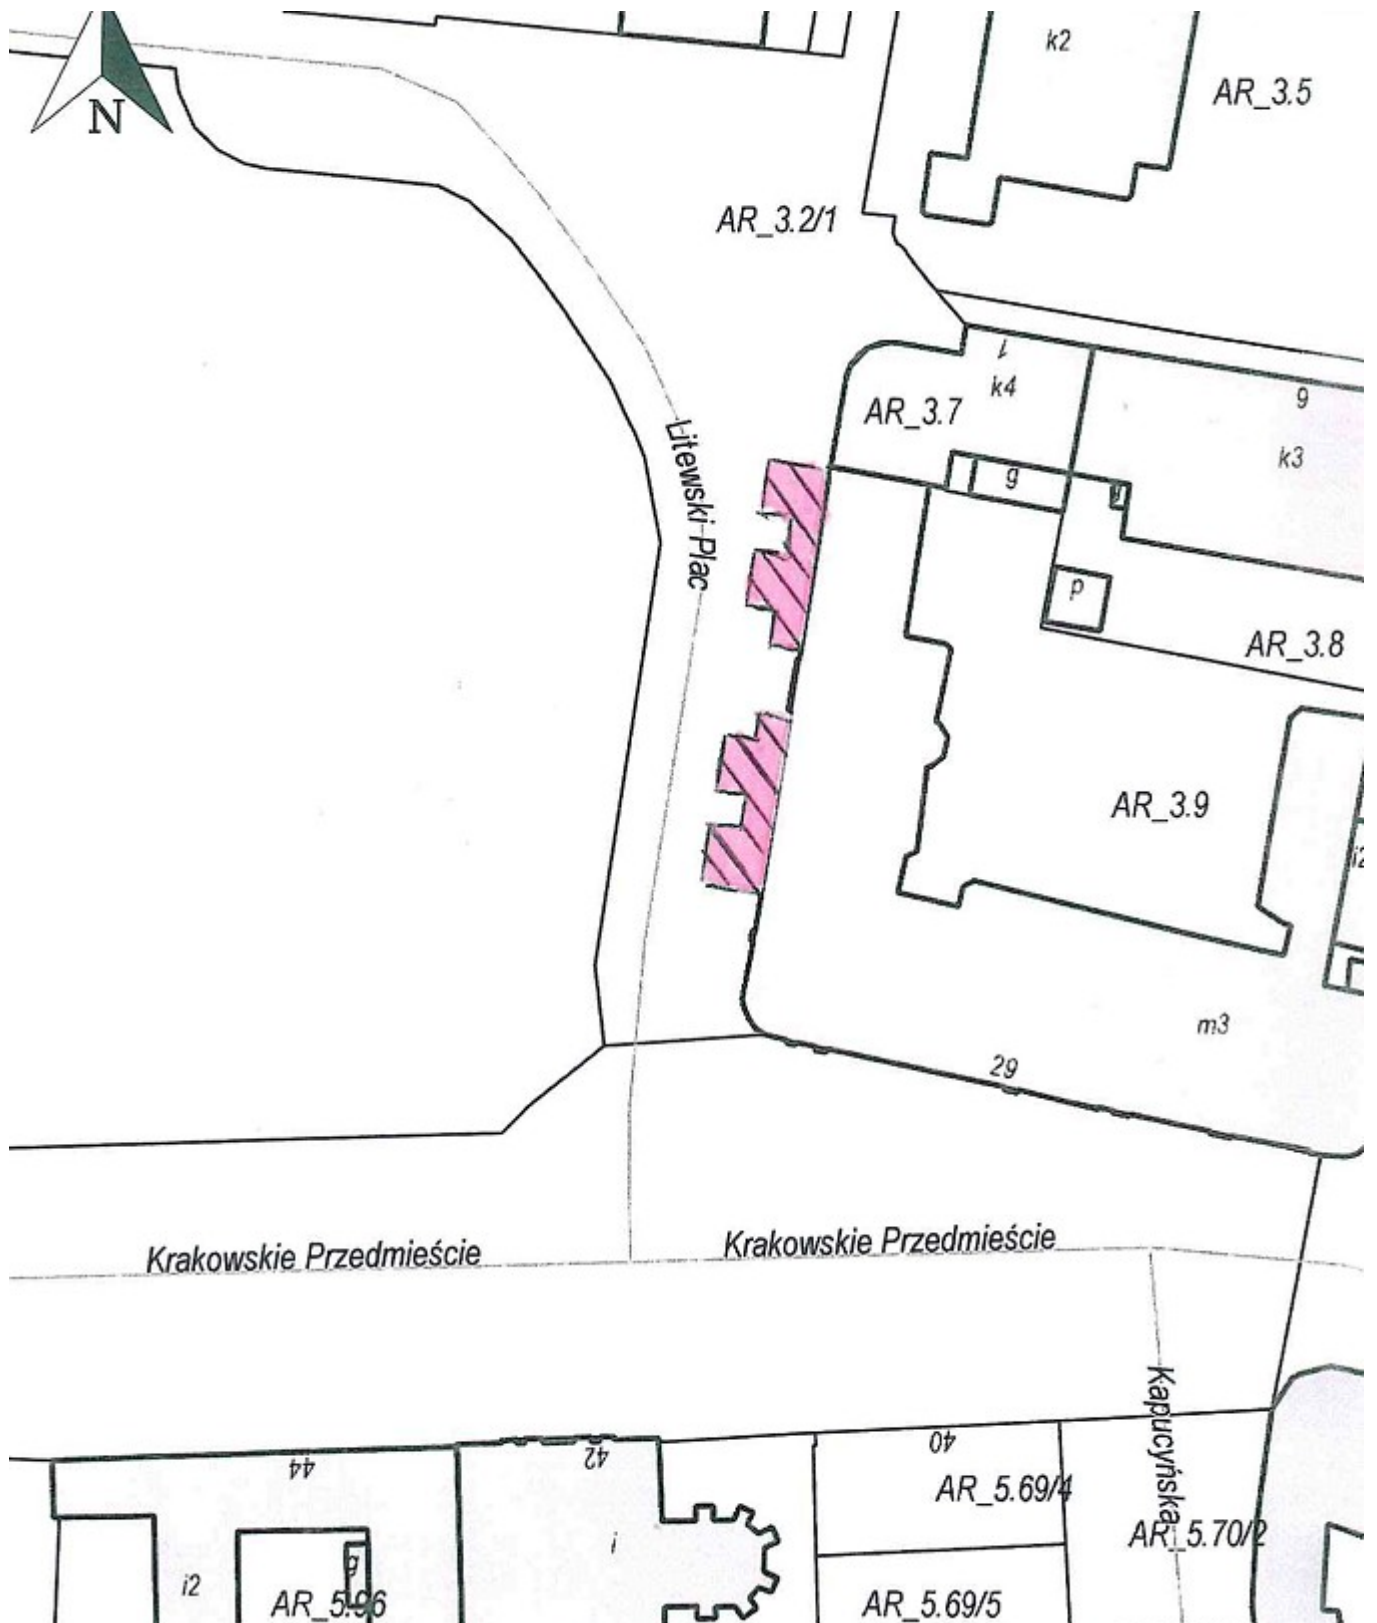 k2
AR_3.5
N
AR_3.2/1
1
k4
9
AR_3.7
k3
g
Litewski Plac
p
AR_3.8
AR_3.9
i2
m3
29
Krakowskie Przedmieście
Krakowskie Przedmieście
Kapucyńska
44
42
40
AR_5.69/4
AR_5.70/2
i
g
i2
AR_5.96
AR_5.69/5